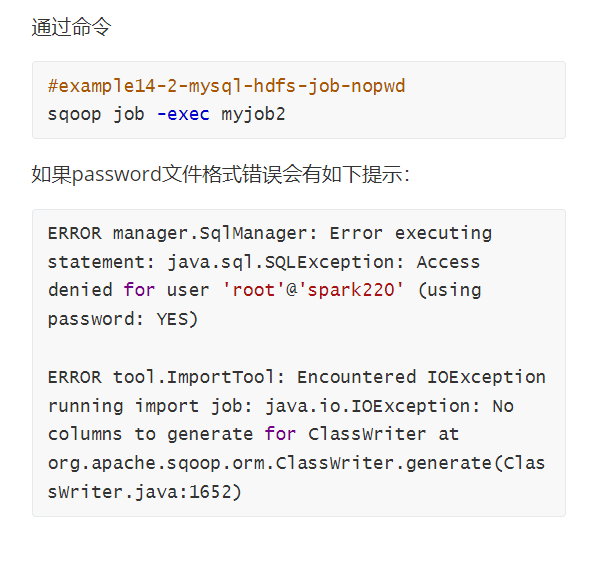 通过命令
#example14-2-mysql-hdfs-job-nopwd
sqoop job -exec myjob2
如果password文件格式错误会有如下提示：
ERROR manager.SqlManager: Error executing
statement: java.sql.SQLException: Access
denied for user 'root'@'spark220' (using
password: YES)
ERROR tool.ImportTool: Encountered IOException
running import job: java.io.IOException: No
columns to generate for ClassWriter at
org.apache.sqoop.orm.ClassWriter.generate(Clas
sWriter.java:1652)